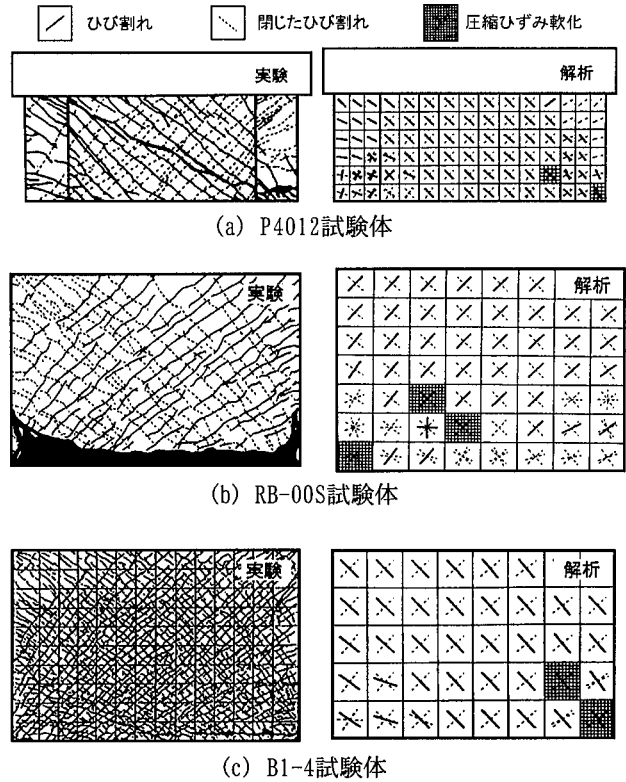 ひび割れ 閉じたひび割れ 圧縮ひずみ軟化
実験 解析
(a) P4012試験体
実験 解析
(b) RB-00S試験体
実験 解析
(c) B1-4試験体